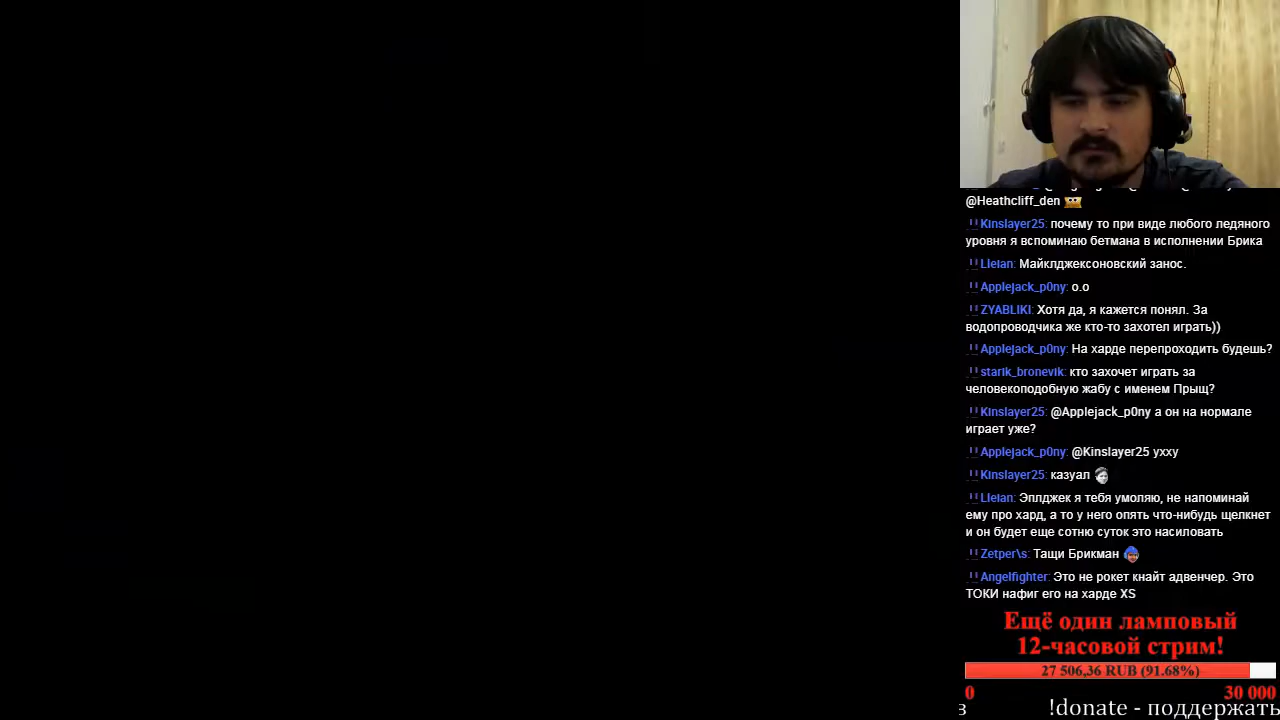 @Heathcliff_den
Kinslayer25: почему то при виде любого ледяного
уровня я вспоминаю бетмана в исполнении Брика
Lleian: Майклджексоновский занос.
Applejack_p0ny: о.о
ZYABLIKI: Хотя да, я кажется понял. За
водопроводчика же кто-то захотел играть))
Applejack_p0ny: На харде перепроходить будешь?
starik_bronevik: кто захочет играть за
человекоподобную жабу с именем Прыщ?
Kinslayer25: @Applejack_p0ny а он на нормале
играет уже?
Applejack_p0ny: @Kinslayer25 уxxу
Kinslayer25: казуал
Lleian: Эплджек я тебя умоляю, не напоминай
ему про хард, а то у него опять что-нибудь щелкнет
и он будет еще сотню суток это насиловать
Zetper\s: Тащи Брикман
Angelfighter: Это не рокет кнайт адвенчер. Это
ТОКИ нафиг его на харде XS
Ещё один ламповый
12-часовой стрим!
27 506,36 RUB (91.68%)
0 30 000
в !donate - поддержать